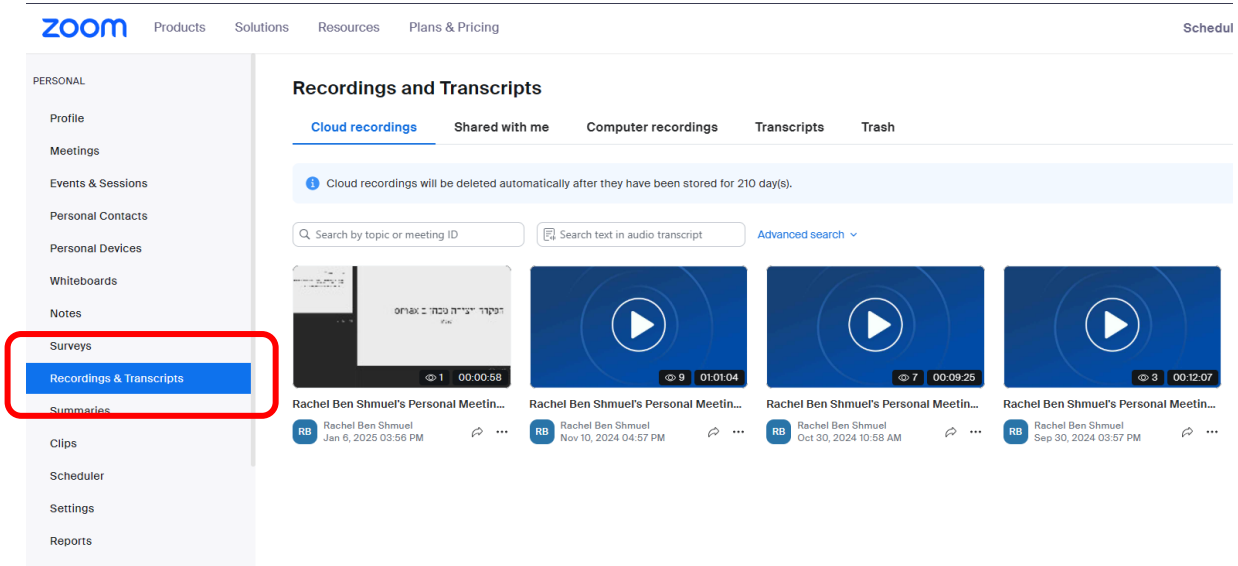 zoom Products Solutions Resources Plans & Pricing Schedul
PERSONAL
Profile
Meetings
Events & Sessions
Personal Contacts
Personal Devices
Whiteboards
Notes
Surveys
Recordings & Transcripts
Summaries
Clips
Scheduler
Settings
Reports
Recordings and Transcripts
Cloud recordings Shared with me Computer recordings Transcripts Trash
Cloud recordings will be deleted automatically after they have been stored for 210 day(s).
Search by topic or meeting ID Search text in audio transcript Advanced search
1 00:00:58
Rachel Ben Shmuel's Personal Meetin...
RB Rachel Ben Shmuel
Jan 6, 2025 03:56 PM
9 01:01:04
Rachel Ben Shmuel's Personal Meetin...
RB Rachel Ben Shmuel
Nov 10, 2024 04:57 PM
7 00:09:25
Rachel Ben Shmuel's Personal Meetin...
RB Rachel Ben Shmuel
Oct 30, 2024 10:58 AM
3 00:12:07
Rachel Ben Shmuel's Personal Meetin...
RB Rachel Ben Shmuel
Sep 30, 2024 03:57 PM